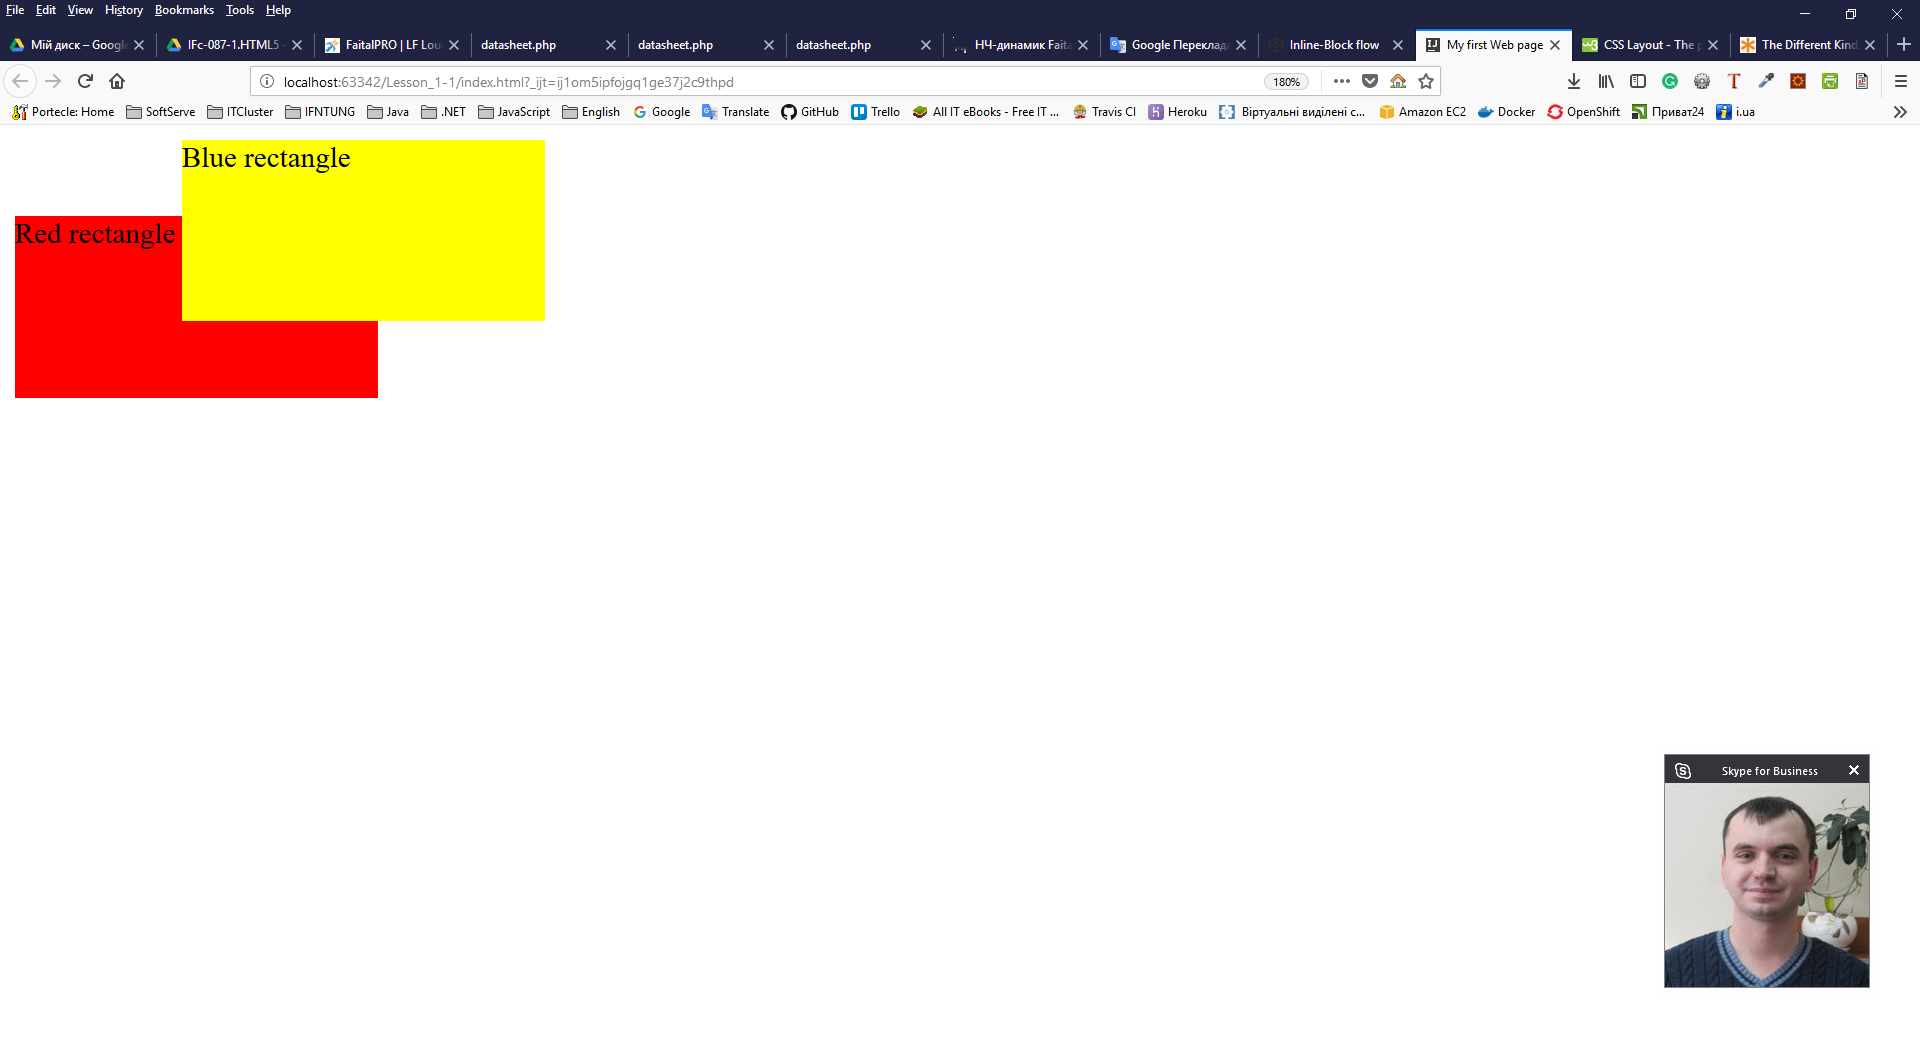 File Edit View History Bookmarks Tools Help
Мій диск – Google
IFc-087-1.HTML5 -
FaitalPRO | LF Lou
datasheet.php
datasheet.php
datasheet.php
НЧ-динамик Faita
Google Переклада
Inline-Block flow
My first Web page
CSS Layout - The p
The Different Kind
localhost:63342/Lesson_1-1/index.html?_ijt=ij1om5ipfojgq1ge37j2c9thpd
180%
Portecle: Home SoftServe ITCluster IFNTUNG Java .NET JavaScript English Google Translate GitHub Trello All IT eBooks - Free IT ... Travis CI Heroku Віртуальні виділені с... Amazon EC2 Docker OpenShift Приват24 i.ua
Blue rectangle
Red rectangle
Skype for Business